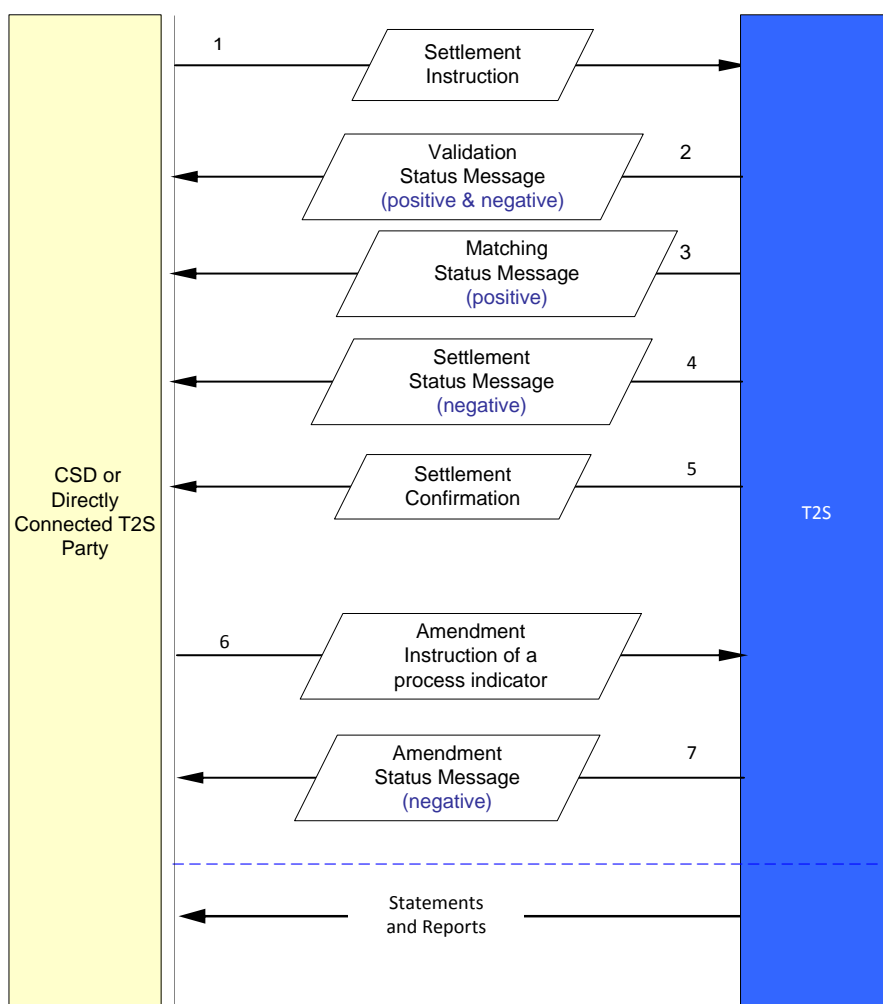 1
Settlement
Instruction
Validation
Status Message
(positive & negative)
2
Matching
Status Message
(positive)
3
Settlement
Status Message
(negative)
4
Settlement
Confirmation
5
CSD or
Directly
Connected T2S
Party
T2S
6
Amendment
Instruction of a
process indicator
Amendment
Status Message
(negative)
7
Statements
and Reports